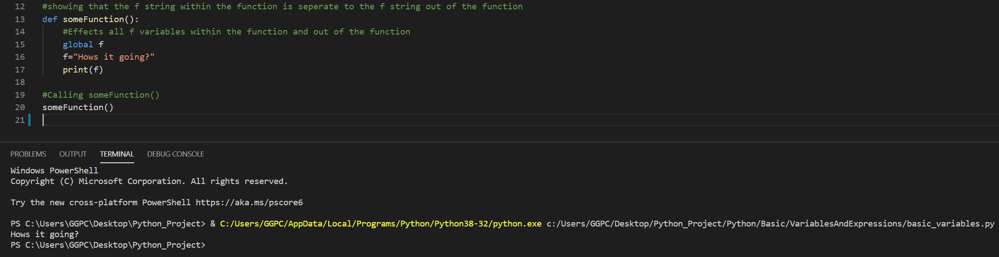 12 #showing that the f string within the function is seperate to the f string out of the function
13 def someFunction():
14 #Effects all f variables within the function and out of the function
15 global f
16 f="Hows it going?"
17 print(f)
18
19 #Calling someFunction()
20 someFunction()
21
PROBLEMS OUTPUT TERMINAL DEBUG CONSOLE
Windows PowerShell
Copyright (C) Microsoft Corporation. All rights reserved.
Try the new cross-platform PowerShell https://aka.ms/pscore6
PS C:\Users\GGPC\Desktop\Python_Project> & C:/Users/GGPC/AppData/Local/Programs/Python/Python38-32/python.exe c:/Users/GGPC/Desktop/Python_Project/Python/Basic/VariablesAndExpressions/basic_variables.py
Hows it going?
PS C:\Users\GGPC\Desktop\Python_Project>